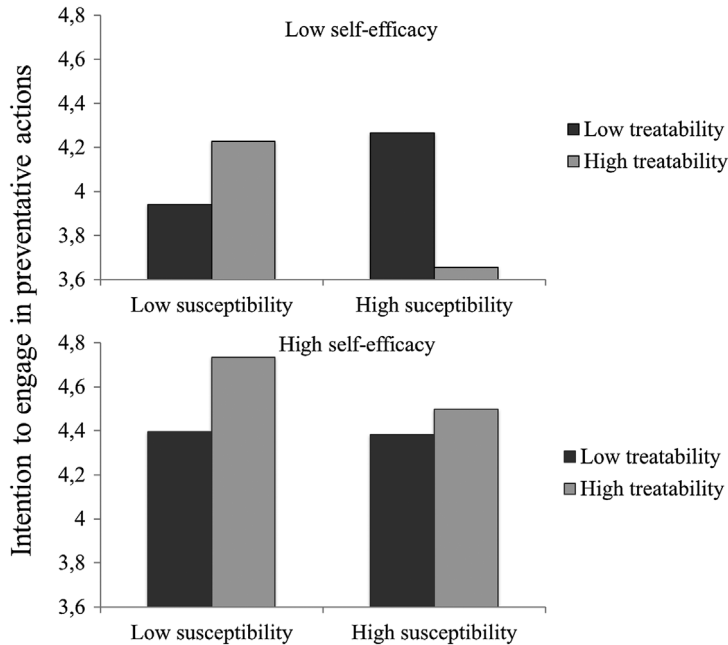 Intention to engage in preventative actions
Low self-efficacy
4,8
4,6
4,4
4,2
4
3,8
3,6
Low susceptibility
High suceptibility
Low treatability
High treatability
High self-efficacy
4,8
4,6
4,4
4,2
4
3,8
3,6
Low susceptibility
High susceptibility
Low treatability
High treatability